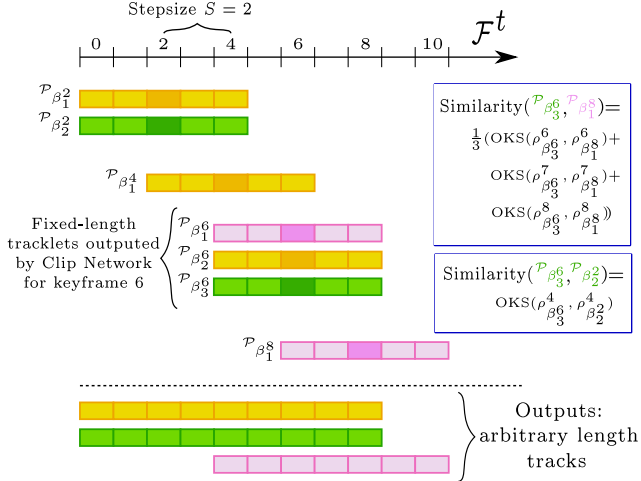 Stepsize S = 2
0 2 4 6 8 10 𝓕^t
𝒫_{β_1^2}
𝒫_{β_2^2}
𝒫_{β_1^4}
Fixed-length
tracklets outputed
by Clip Network
for keyframe 6
𝒫_{β_1^6}
𝒫_{β_2^6}
𝒫_{β_3^6}
𝒫_{β_1^8}
Similarity(𝒫_{β_3^6}, 𝒫_{β_1^8})=
1/3(OKS(ρ^6_{β_3^6}, ρ^6_{β_1^8})+
OKS(ρ^7_{β_3^6}, ρ^7_{β_1^8})+
OKS(ρ^8_{β_3^6}, ρ^8_{β_1^8}))
Similarity(𝒫_{β_3^6}, 𝒫_{β_2^2})=
OKS(ρ^4_{β_3^6}, ρ^4_{β_2^2})
Outputs:
arbitrary length
tracks